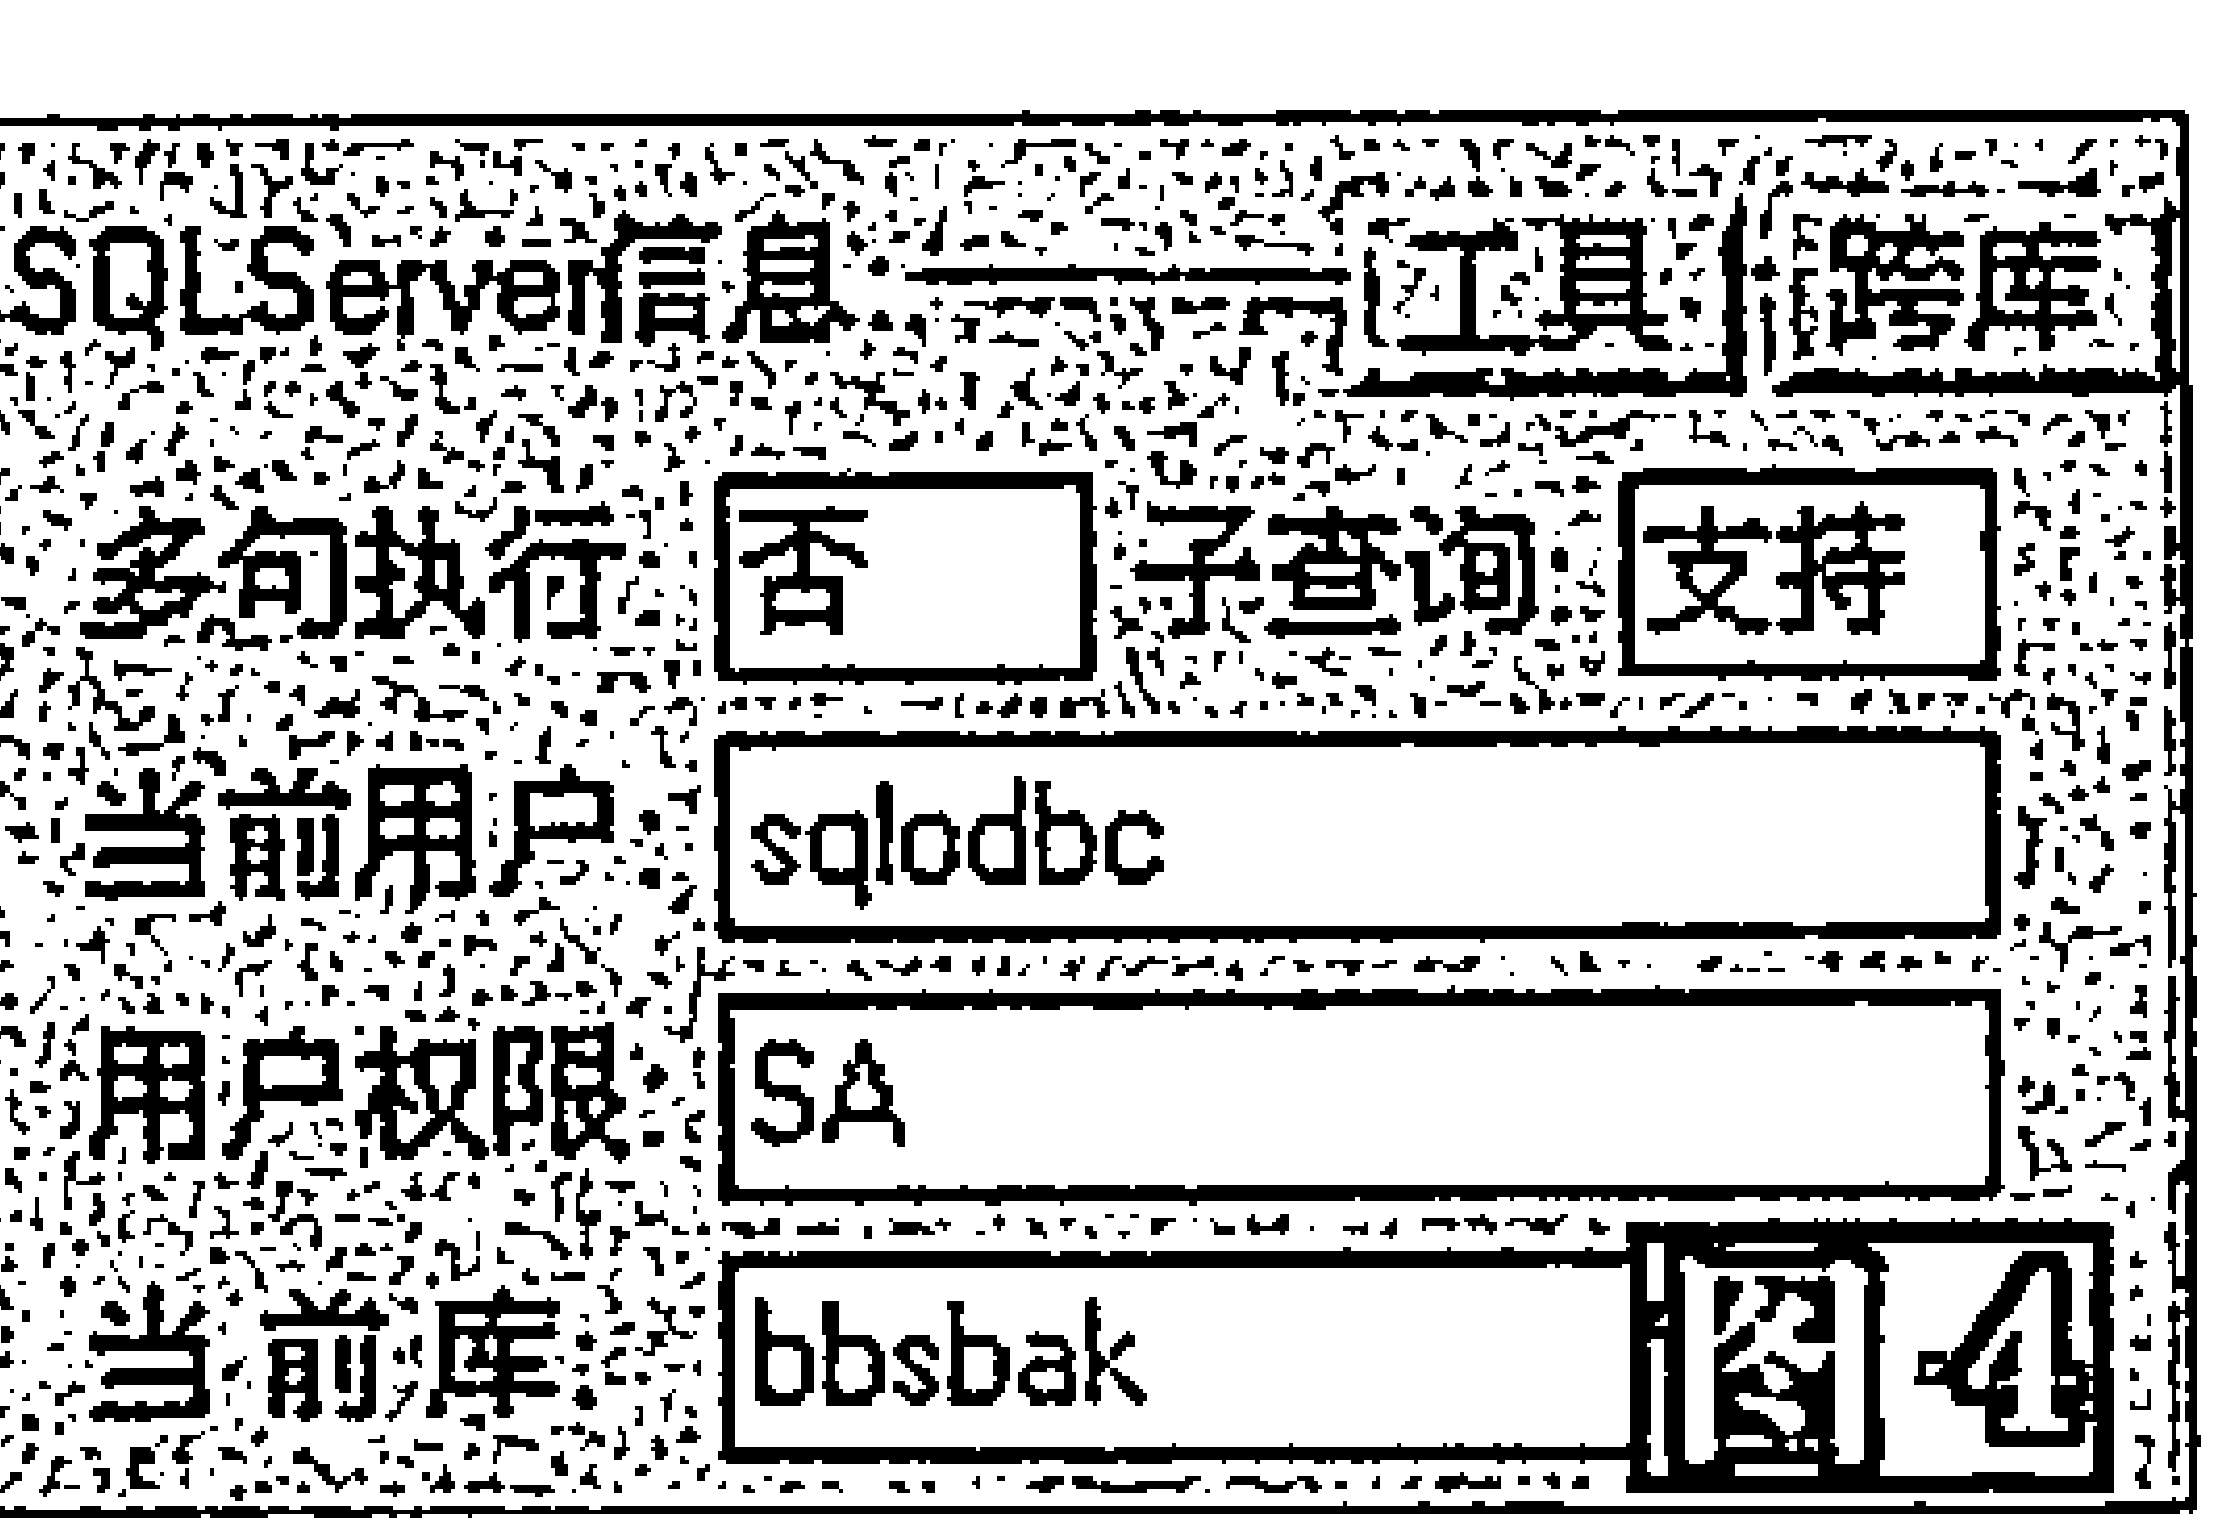 SQLServer信息: 工具 跨库
多句执行: 否 子查询: 支持
当前用户: sqlodbc
用户权限: SA
当前库: bbsbak
图 4